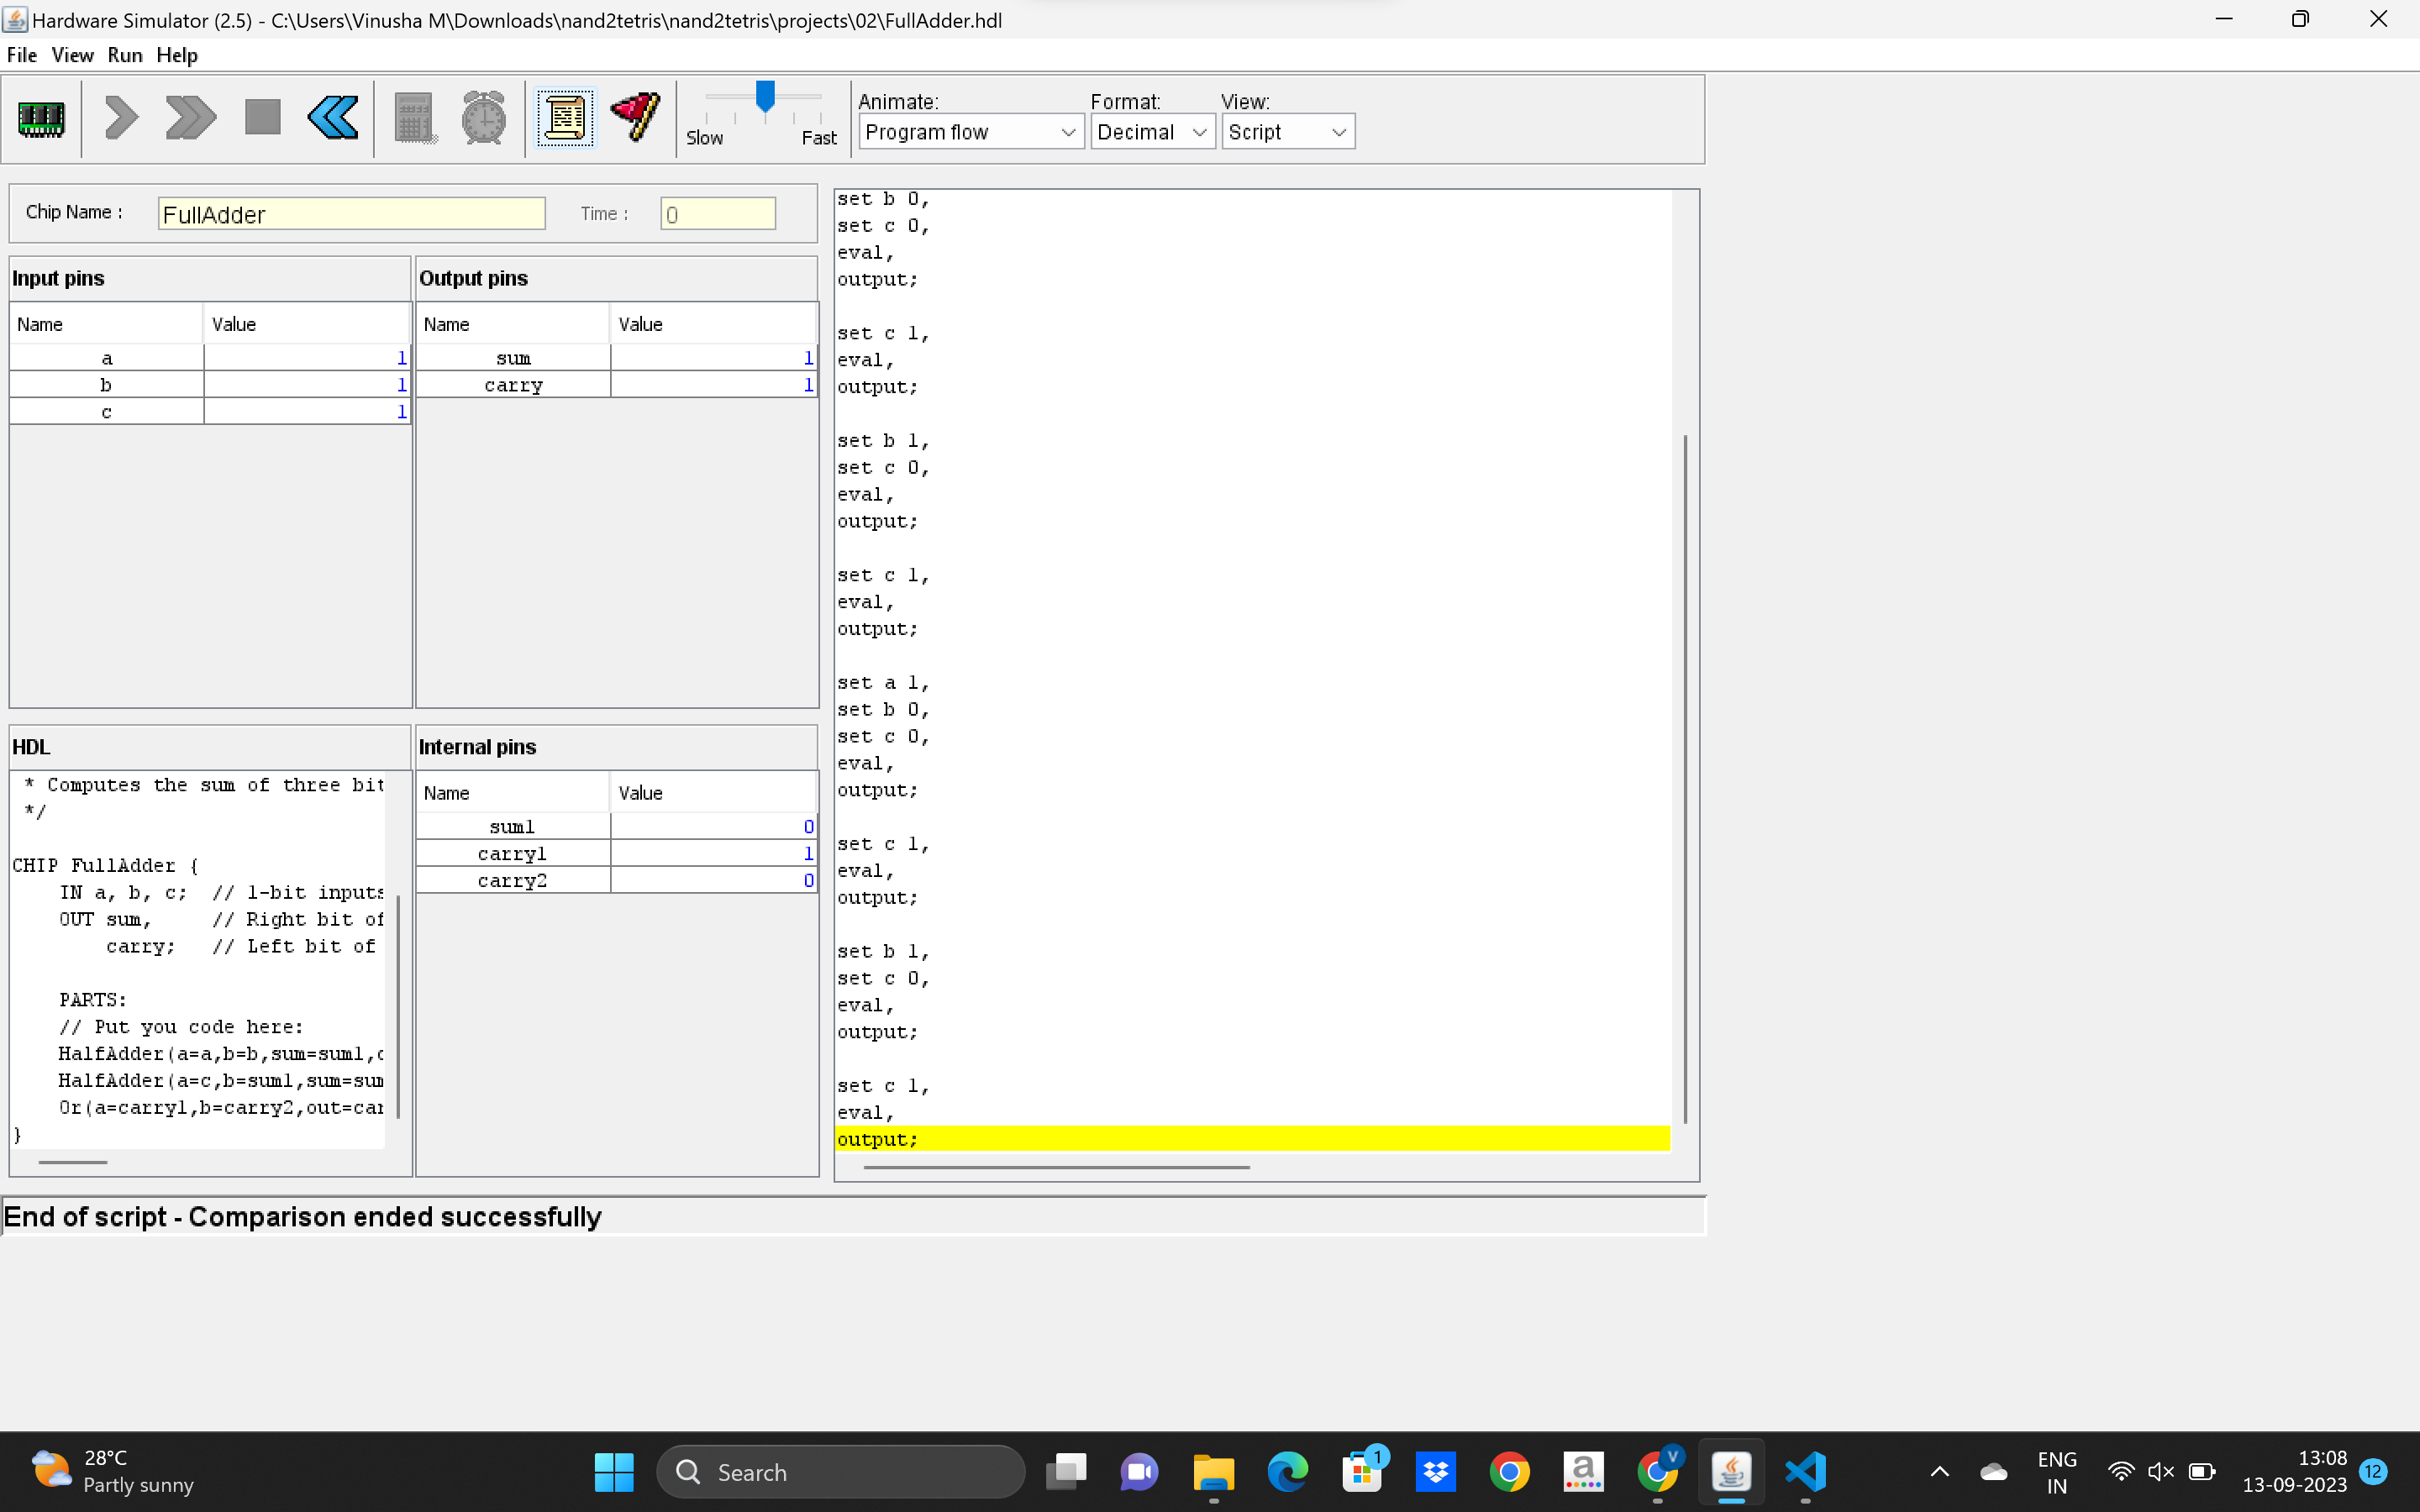 Hardware Simulator (2.5) - C:\Users\Vinusha M\Downloads\nand2tetris\nand2tetris\projects\02\FullAdder.hdl
File View Run Help
Slow Fast
Animate: Format: View:
Program flow Decimal Script
Chip Name : FullAdder Time : 0
Input pins
Name Value
a 1
b 1
c 1
Output pins
Name Value
sum 1
carry 1
HDL
* Computes the sum of three bit
*/
CHIP FullAdder {
IN a, b, c; // 1-bit inputs
OUT sum, // Right bit of
carry; // Left bit of
PARTS:
// Put you code here:
HalfAdder(a=a,b=b,sum=sum1,c
HalfAdder(a=c,b=sum1,sum=sum
Or(a=carry1,b=carry2,out=car
}
Internal pins
Name Value
sum1 0
carry1 1
carry2 0
set b 0,
set c 0,
eval,
output;
set c 1,
eval,
output;
set b 1,
set c 0,
eval,
output;
set c 1,
eval,
output;
set a 1,
set b 0,
set c 0,
eval,
output;
set c 1,
eval,
output;
set b 1,
set c 0,
eval,
output;
set c 1,
eval,
output;
End of script - Comparison ended successfully
28°C
Partly sunny
Search
1
a
V
ENG
IN
13:08
13-09-2023
12